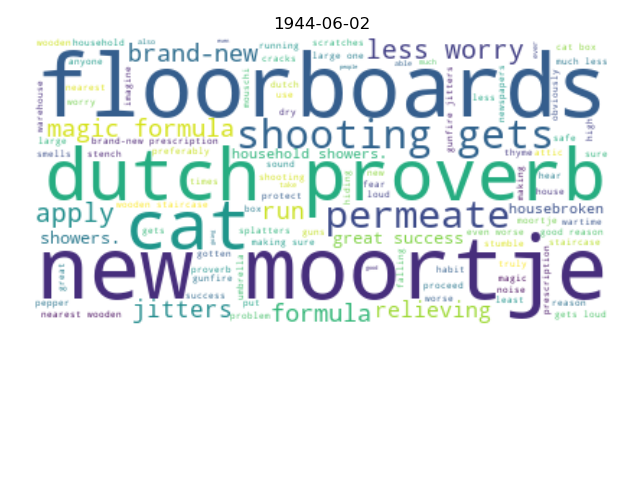 1944-06-02
wooden household also
brand-new running scratches large one less worry ever cat box
anyone cracks able much people much less
floorboards
warehouse nearest worry imagine mouschi dutch use dry less newspapers gunfire jitters obviously high
magic formula shooting gets safe
large brand-new prescription
smells stench preferably household showers. thyme attic sure
dutch proverb
times sound shooting take protect hiding new fear loud making hear house
apply wooden staircase box run guns permeate housebroken
cat gets splatters moortje wartime
showers. making sure great success even worse good reason
stumble staircase
new moortje
great gotten proverb gunfire success umbrella falling habit proceed worse truly magic noise least prescription reason
pepper put good
nearest wooden jitters problem formula relieving gets loud